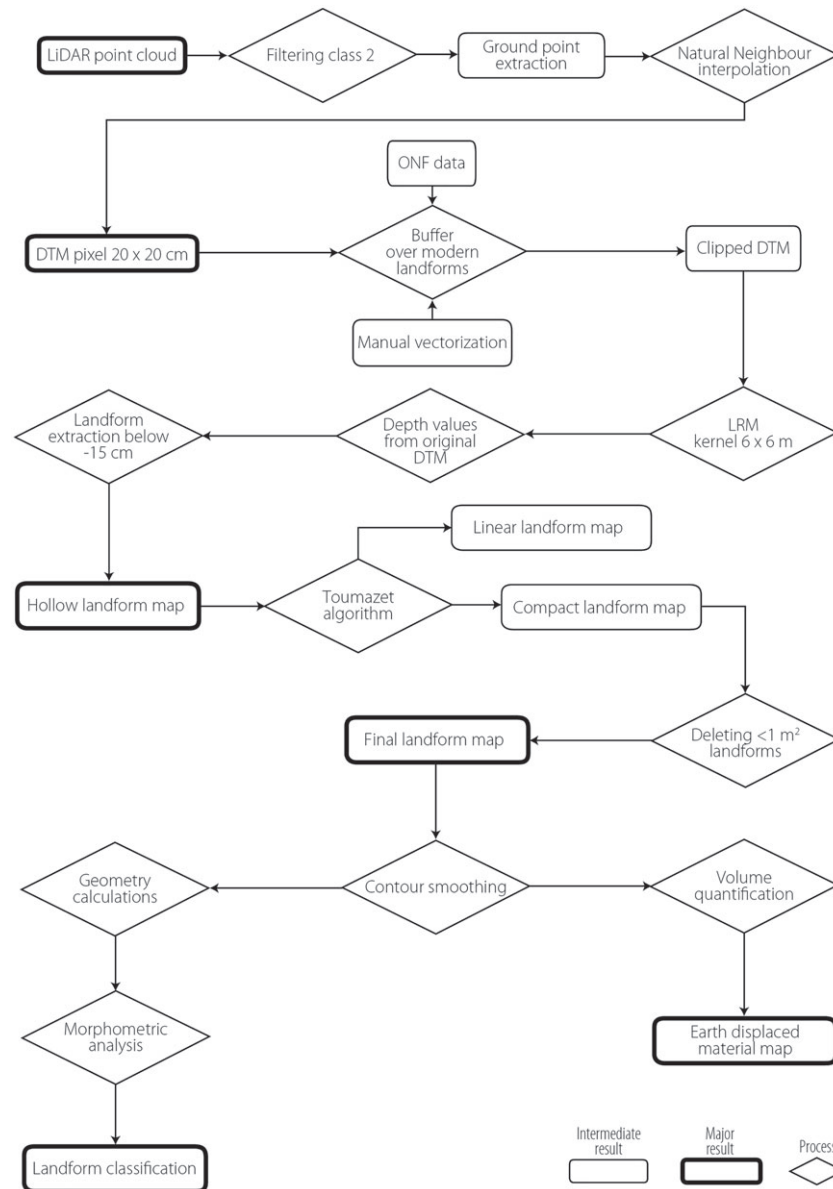 LiDAR point cloud
Filtering class 2
Ground point
extraction
Natural Neighbour
interpolation
ONF data
DTM pixel 20 x 20 cm
Buffer
over modern
landforms
Clipped DTM
Manual vectorization
Landform
extraction below
-15 cm
Depth values
from original
DTM
LRM
kernel 6 x 6 m
Linear landform map
Hollow landform map
Toumazet
algorithm
Compact landform map
Final landform map
Deleting <1 m²
landforms
Geometry
calculations
Contour smoothing
Volume
quantification
Morphometric
analysis
Earth displaced
material map
Landform classification
Intermediate
result
Major
result
Process